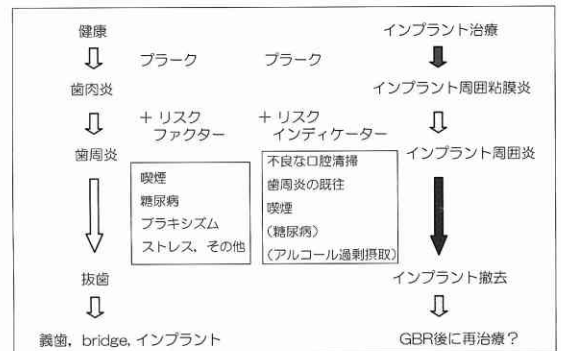 健康
プラーク
歯肉炎
＋リスク
ファクター
歯周炎
喫煙
糖尿病
ブラキシズム
ストレス，その他
抜歯
義歯，bridge，インプラント
インプラント治療
プラーク
インプラント周囲粘膜炎
＋リスク
インディケーター
インプラント周囲炎
不良な口腔清掃
歯周炎の既往
喫煙
(糖尿病)
(アルコール過剰摂取)
インプラント撤去
GBR後に再治療？